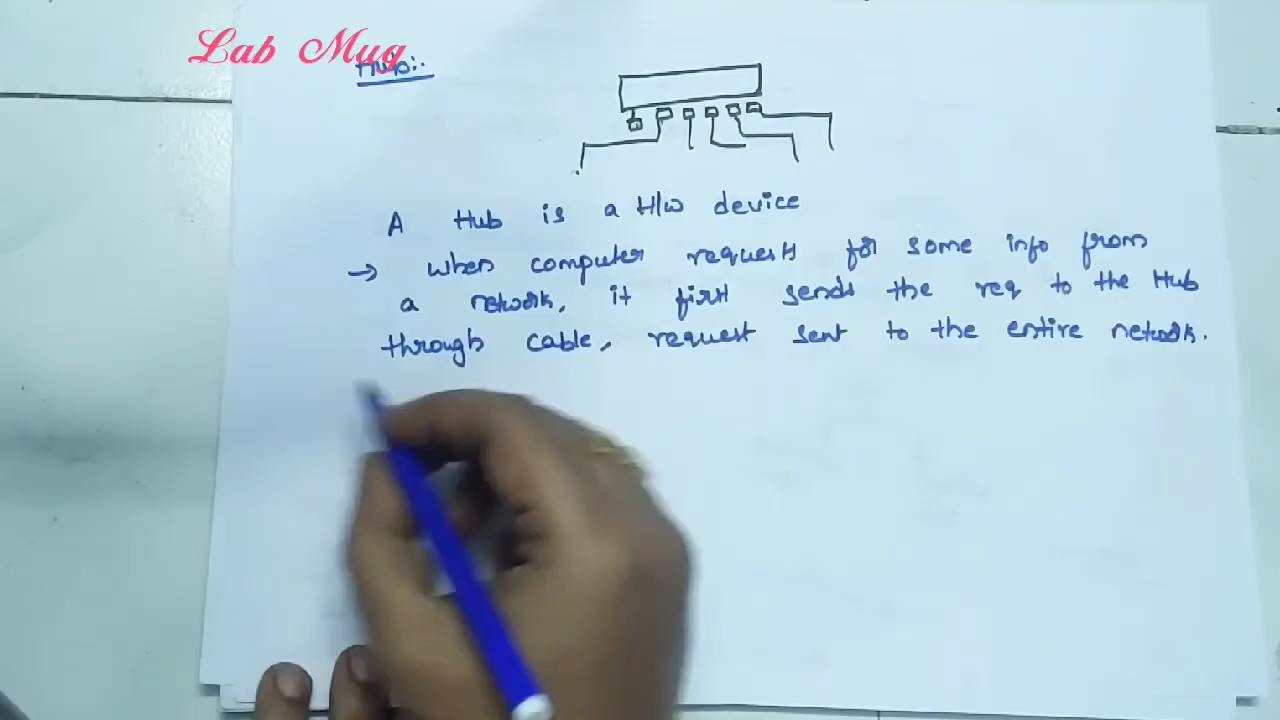 Lab Mug
Hub:-
A Hub is a H/W device
→ when computer requests for some info from
a network, it first sends the req to the Hub
through cable, request sent to the entire network.